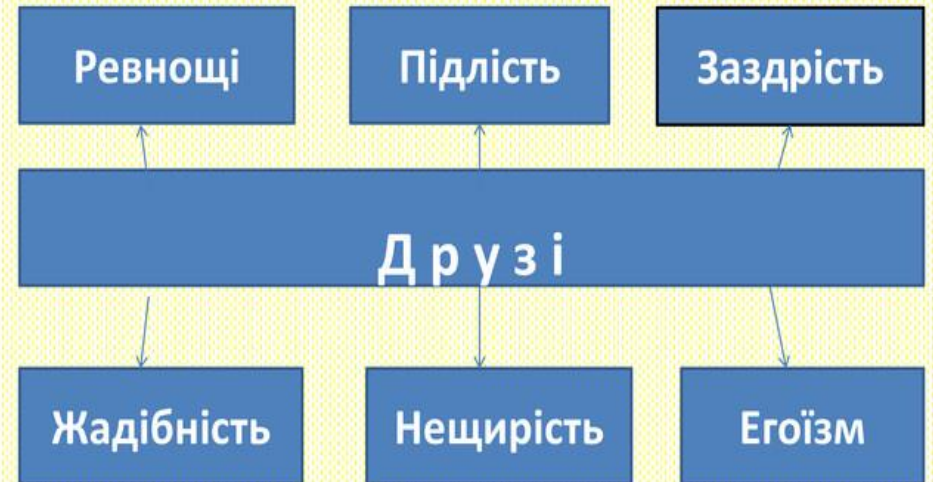 Ревнощі
Підлість
Заздрість
Д р у з і
Жадібність
Нещирість
Егоїзм